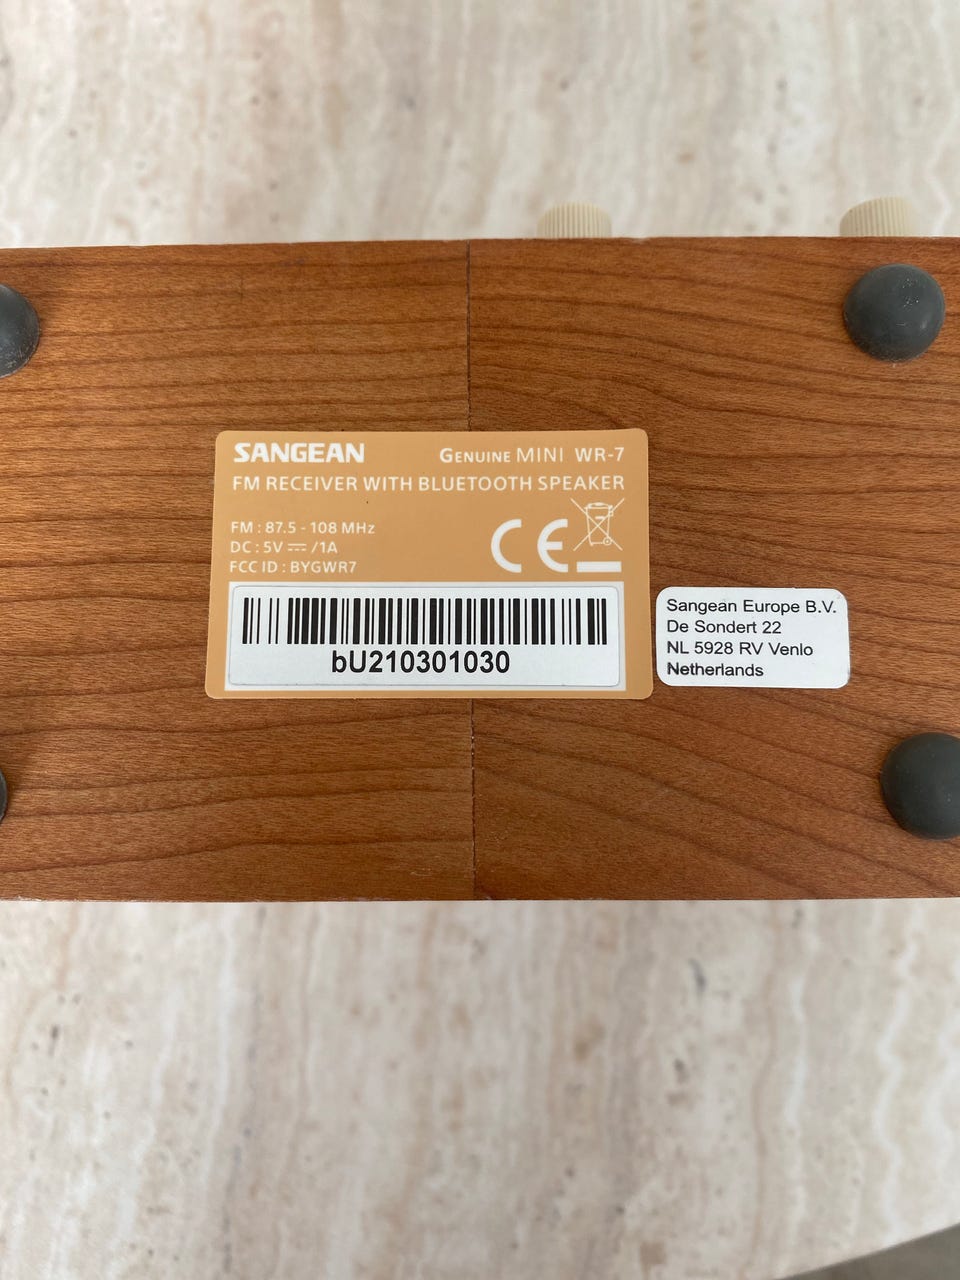 SANGEAN GENUINE MINI WR-7
FM RECEIVER WITH BLUETOOTH SPEAKER
FM : 87.5 - 108 MHz
DC : 5V ⎓ /1A
FCC ID : BYGWR7
CE
bU210301030
Sangean Europe B.V.
De Sondert 22
NL 5928 RV Venlo
Netherlands